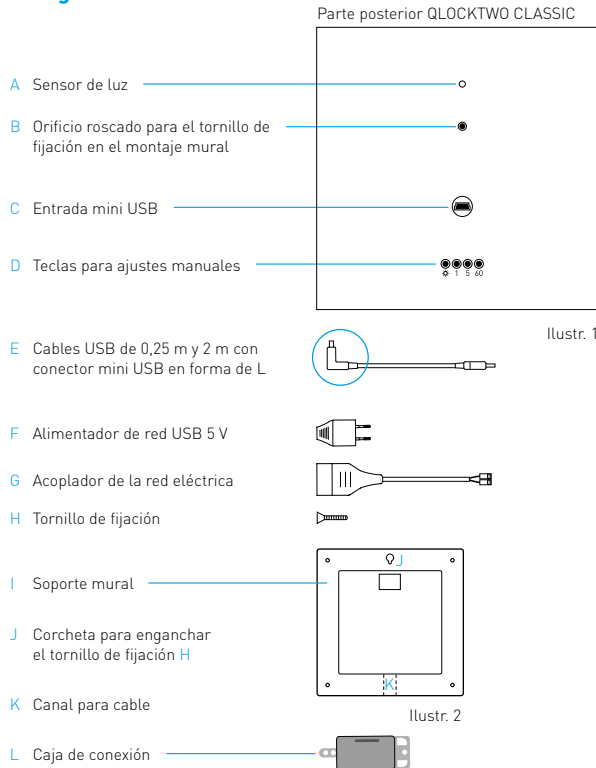 Parte posterior QLOCKTWO CLASSIC
A Sensor de luz
B Orificio roscado para el tornillo de
fijación en el montaje mural
C Entrada mini USB
D Teclas para ajustes manuales
1 5 60
Ilustr. 1
E Cables USB de 0,25 m y 2 m con
conector mini USB en forma de L
F Alimentador de red USB 5 V
G Acoplador de la red eléctrica
H Tornillo de fijación
J
I Soporte mural
J Corcheta para enganchar
el tornillo de fijación H
K
K Canal para cable
Ilustr. 2
L Caja de conexión